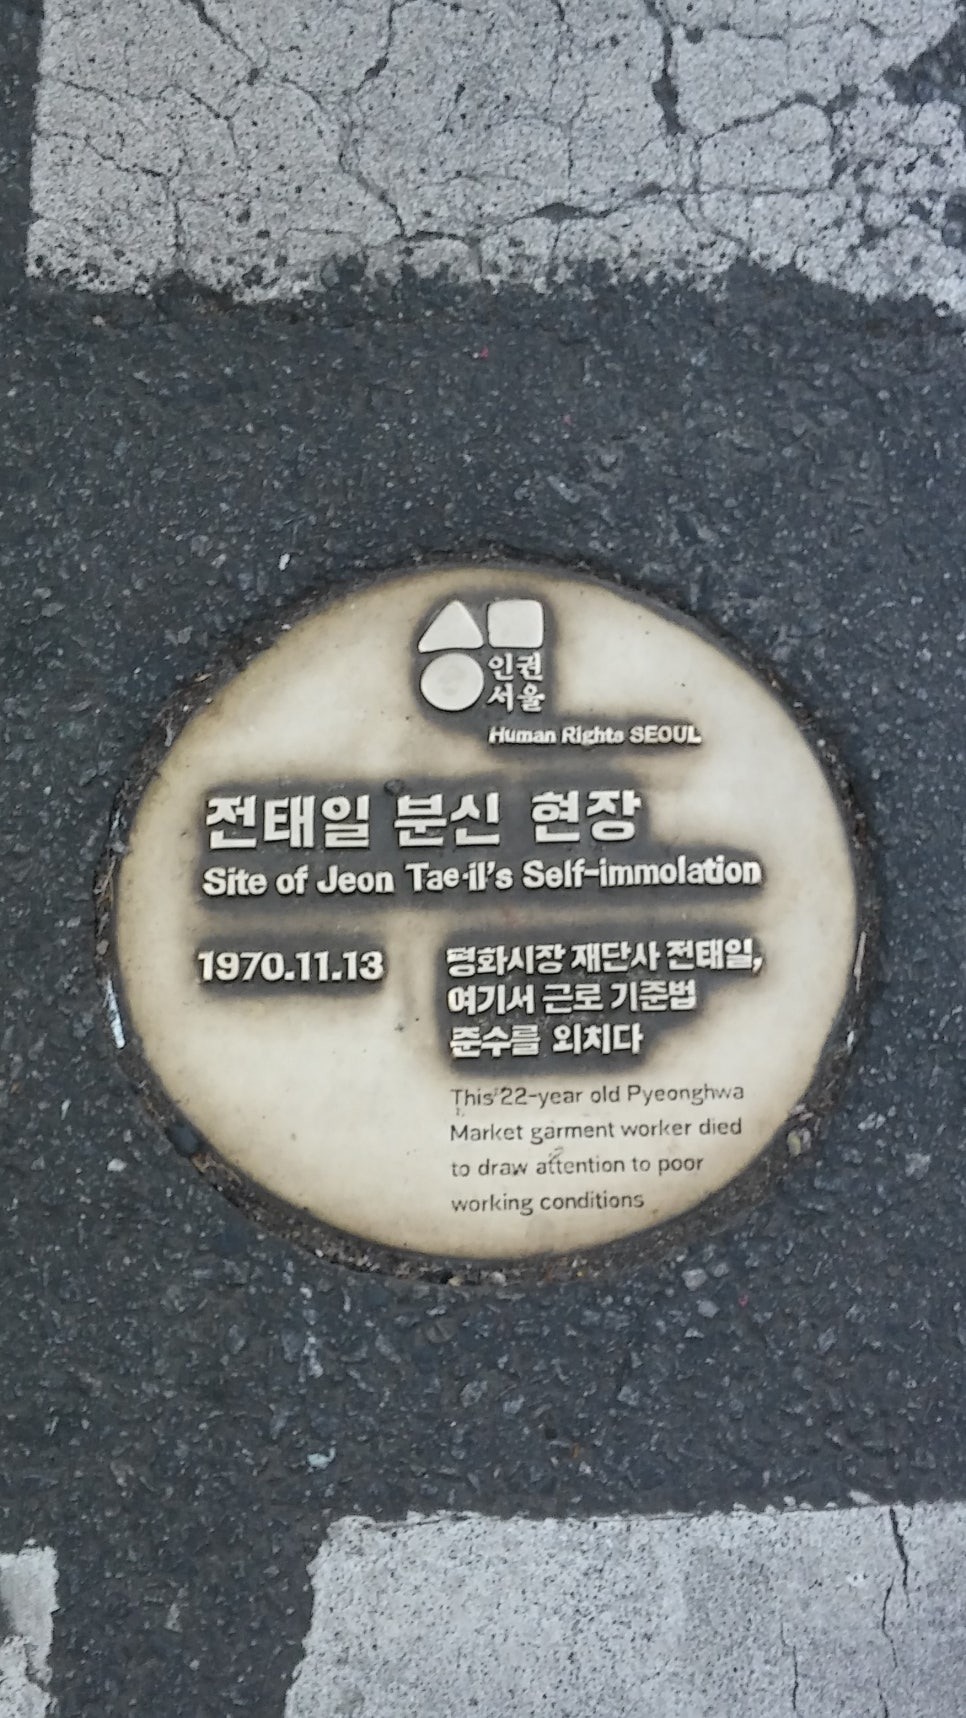 인권
서울
Human Rights SEOUL
전태일 분신 현장
Site of Jeon Tae-il's Self-immolation
1970.11.13
평화시장 재단사 전태일,
여기서 근로 기준법
준수를 외치다
This 22-year old Pyeonghwa
Market garment worker died
to draw attention to poor
working conditions